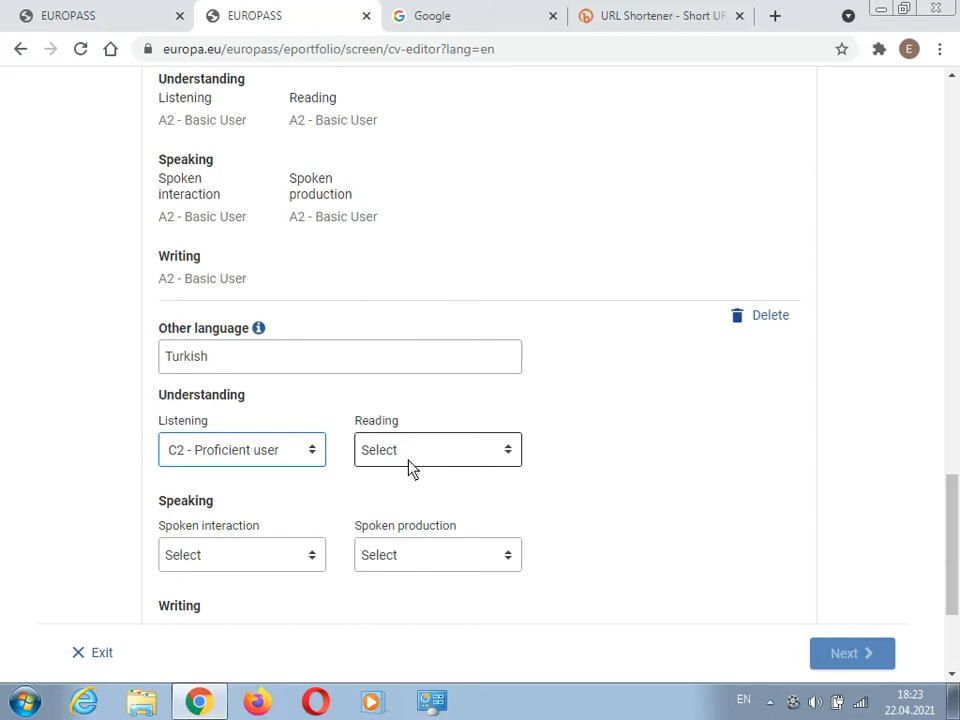 EUROPASS
EUROPASS
Google
URL Shortener - Short UR
europa.eu/europass/eportfolio/screen/cv-editor?lang=en
E
Understanding
Listening Reading
A2 - Basic User A2 - Basic User
Speaking
Spoken interaction Spoken production
A2 - Basic User A2 - Basic User
Writing
A2 - Basic User
Delete
Other language
Turkish
Understanding
Listening Reading
C2 - Proficient user Select
Speaking
Spoken interaction Spoken production
Select Select
Writing
Exit Next
EN
18:23
22.04.2021